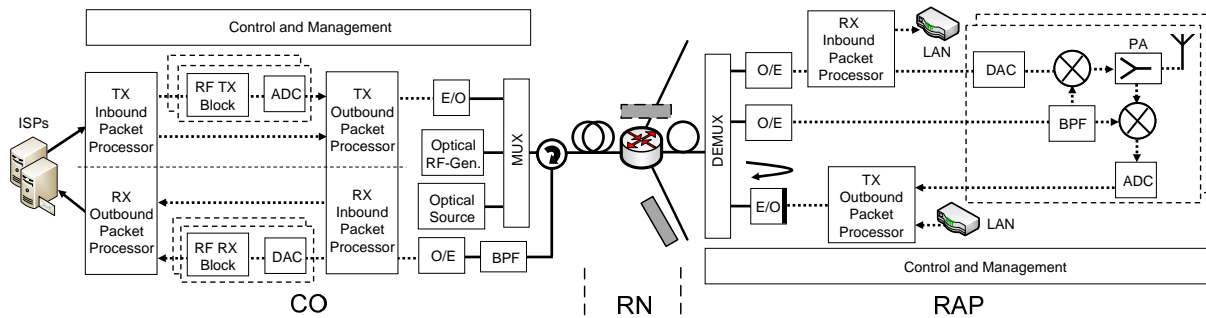 Control and Management
ISPs
TX
Inbound
Packet
Processor
RF TX
Block
ADC
TX
Outbound
Packet
Processor
E/O
Optical
RF-Gen.
Optical
Source
MUX
RX
Outbound
Packet
Processor
RF RX
Block
DAC
RX
Inbound
Packet
Processor
O/E
BPF
CO
RN
DEMUX
O/E
RX
Inbound
Packet
Processor
LAN
DAC
PA
O/E
BPF
ADC
E/O
TX
Outbound
Packet
Processor
LAN
Control and Management
RAP